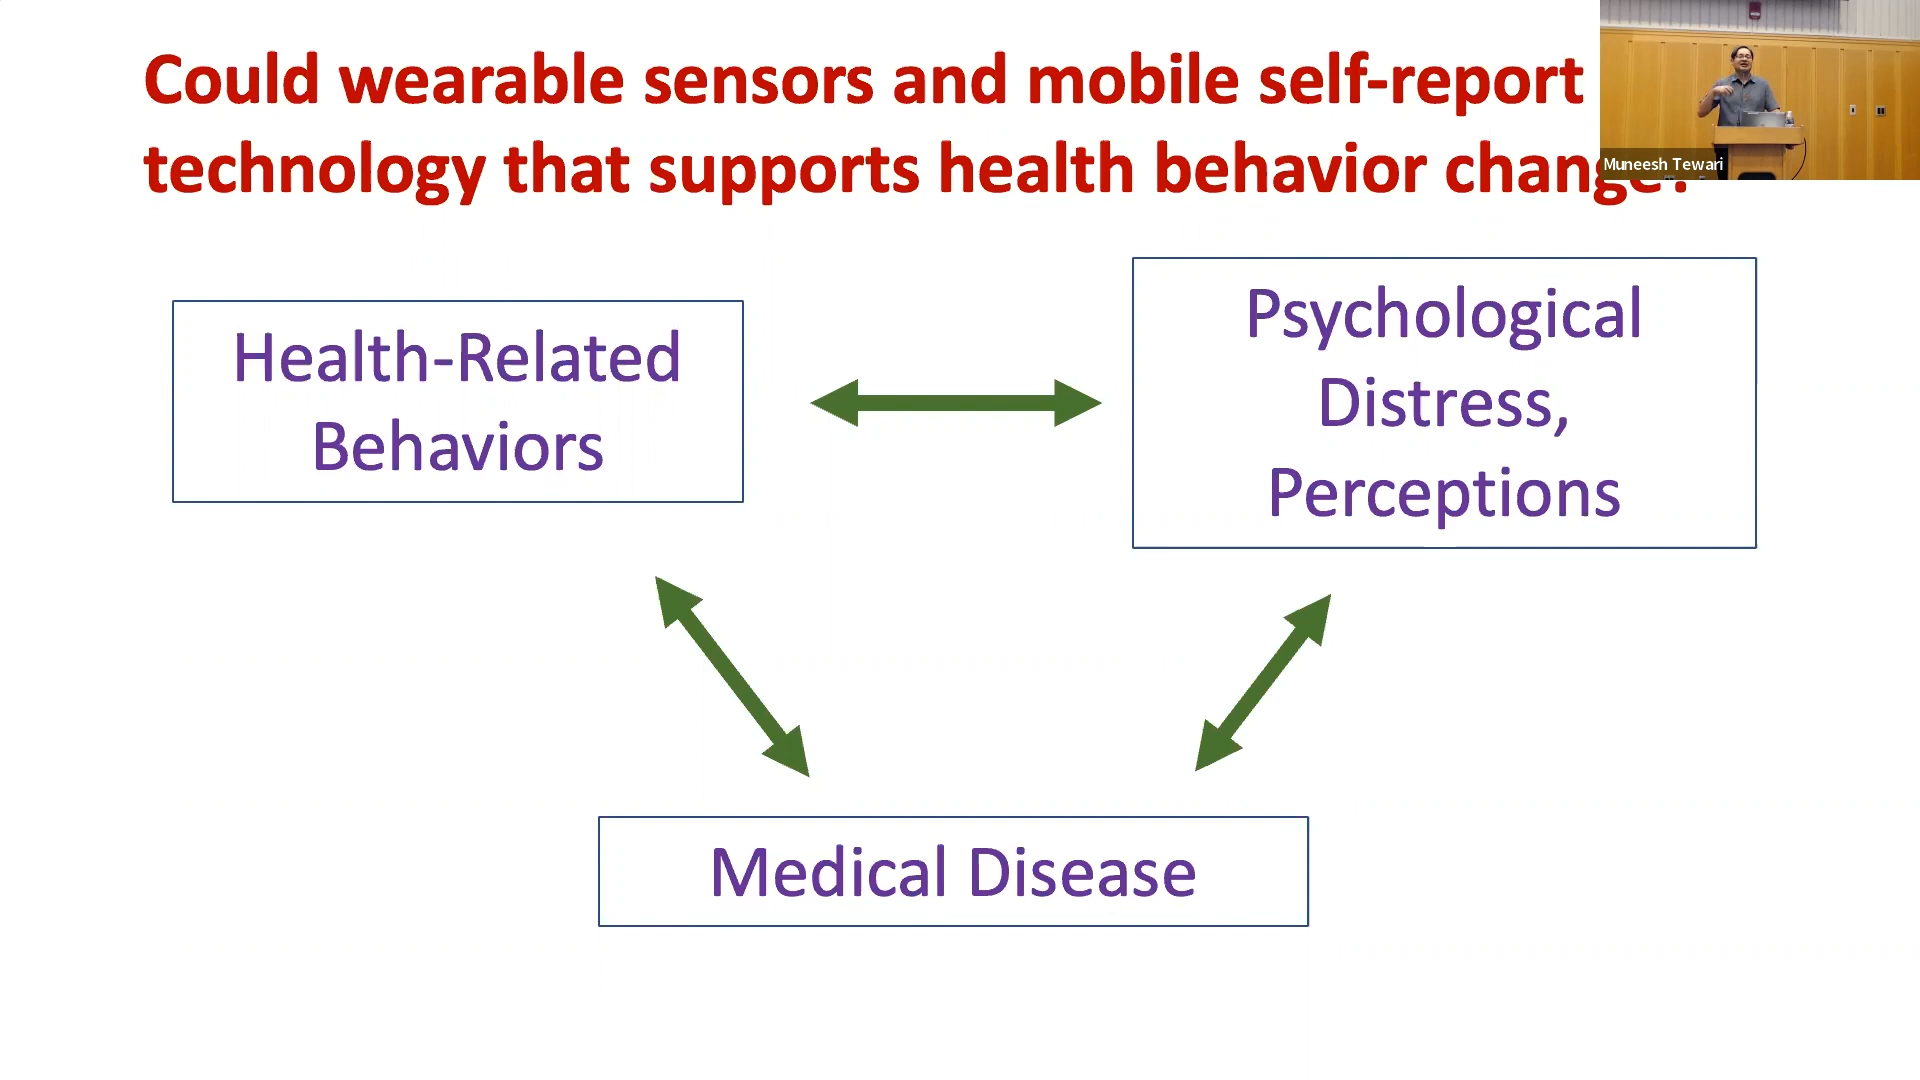 Could wearable sensors and mobile self-report
technology that supports health behavior change?
Health-Related
Behaviors
Psychological
Distress,
Perceptions
Medical Disease
Muneesh Tewari